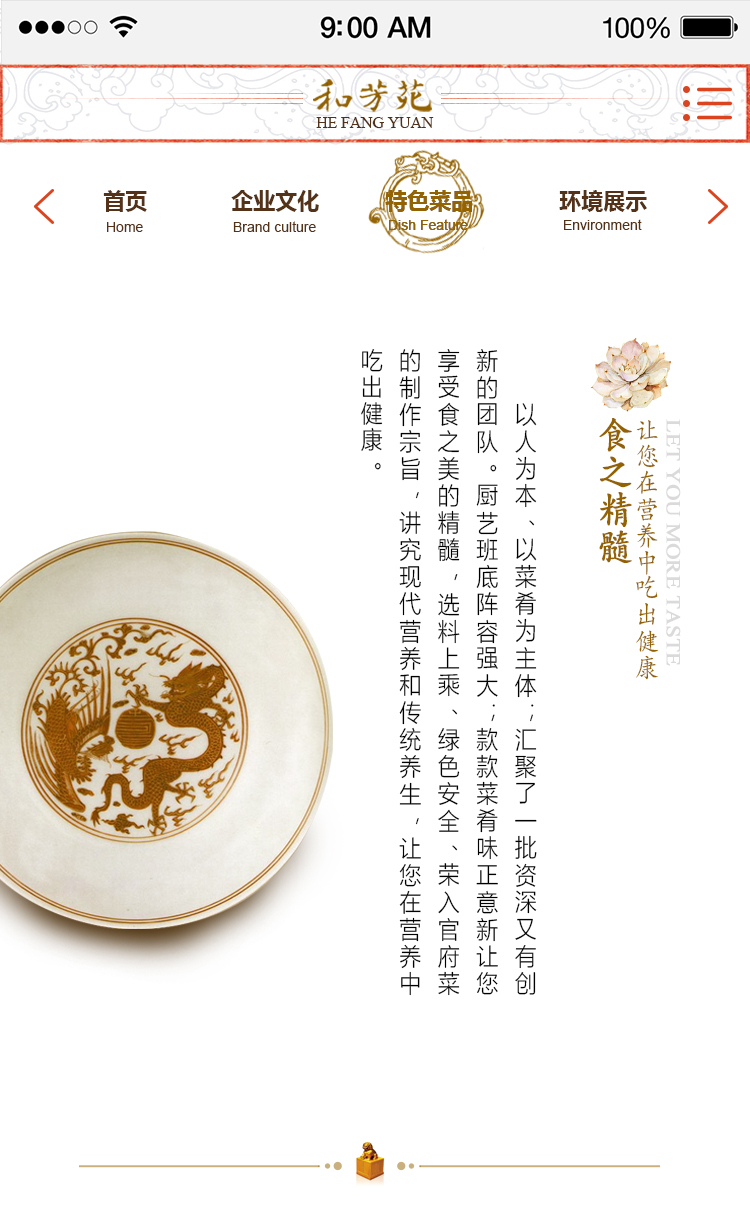 9:00 AM
100%
和芳苑
HE FANG YUAN
首页
Home
企业文化
Brand culture
特色菜品
Dish Feature
环境展示
Environment
LET YOU MORE TASTE
让您在营养中吃出健康
食之精髓
以人为本、以菜肴为主体；汇聚了一批资深又有创
新的团队。厨艺班底阵容强大；款款菜肴味正意新让您
享受食之美的精髓，选料上乘、绿色安全、荣入官府菜
的制作宗旨，讲究现代营养和传统养生，让您在营养中
吃出健康。